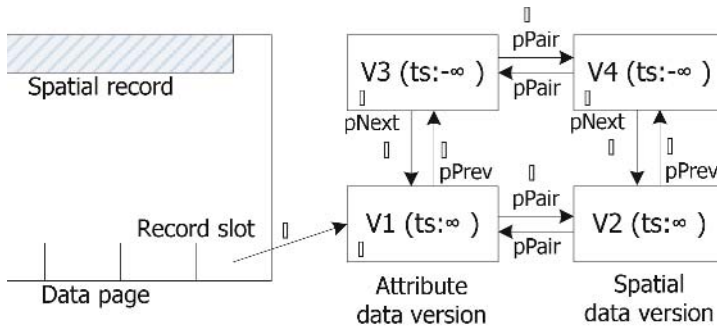 Spatial record
Record slot
Data page
pPair
V3 (ts:-∞ )
V4 (ts:-∞ )
pPair
pNext
pPrev
pNext
pPrev
pPair
V1 (ts:∞ )
V2 (ts:∞ )
pPair
Attribute
data version
Spatial
data version